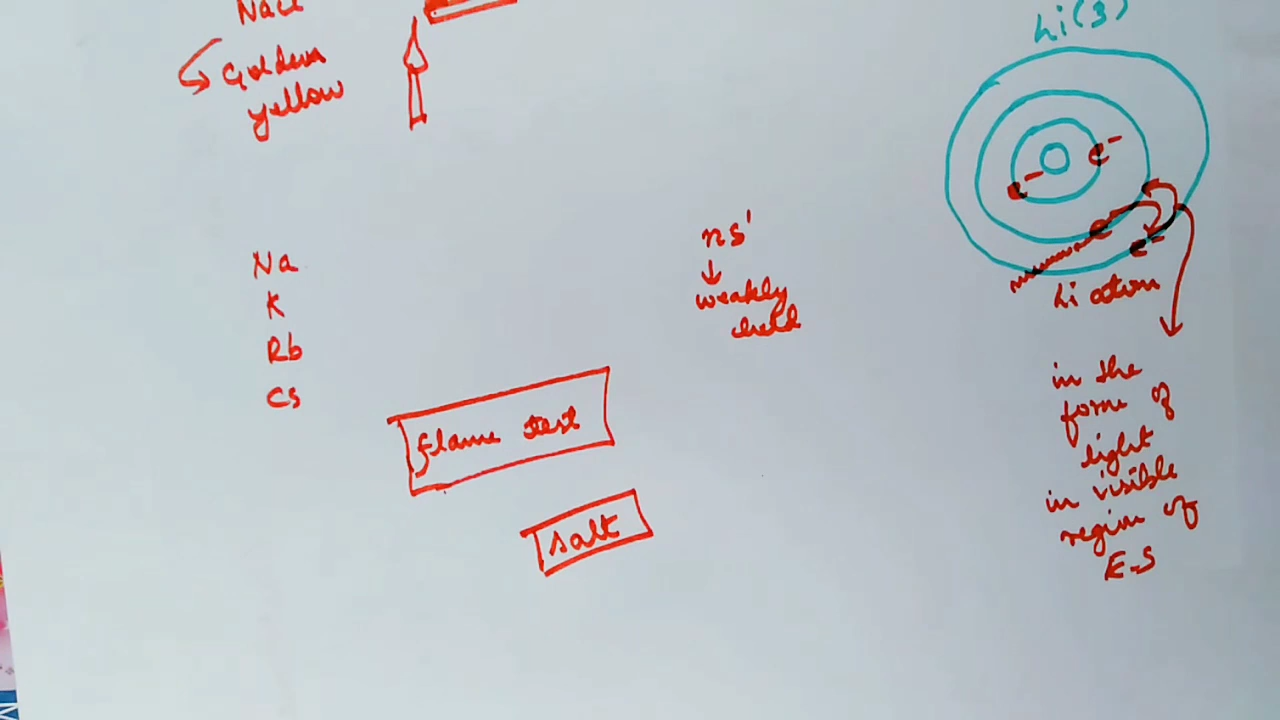 NaCl
Golden
yellow
Li(3)
e-
e-
e-
e-
Li atom
Na
K
Rb
Cs
ns'
weakly
held
flame test
salt
in the
form of
light
in visible
region of
E.S